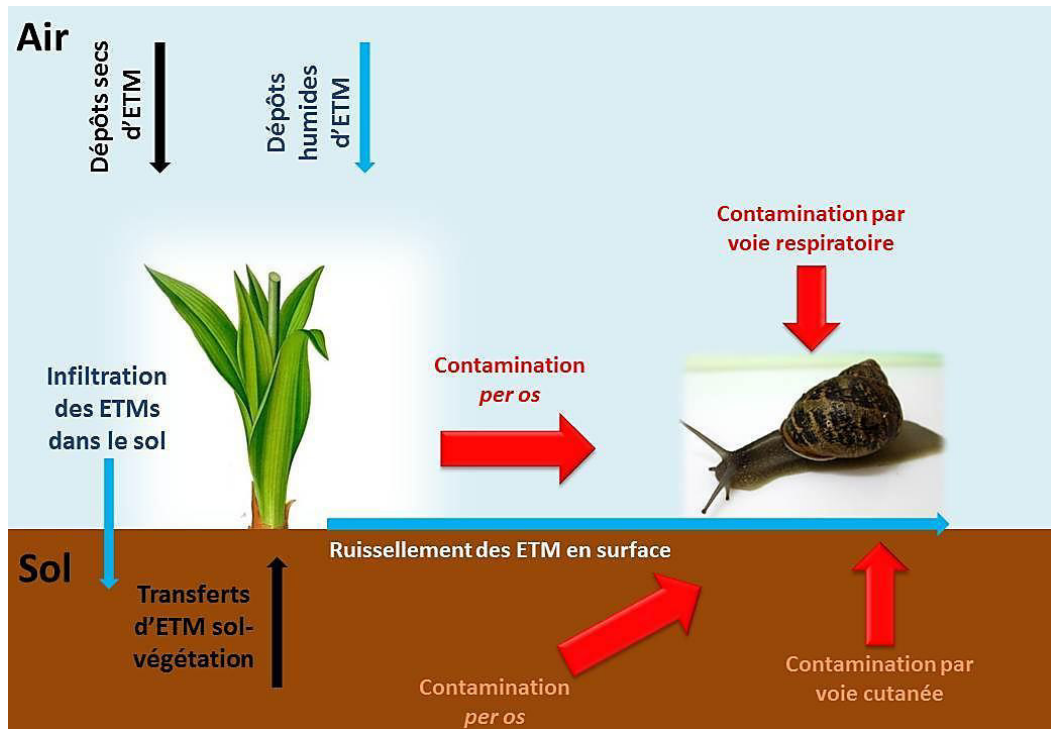 Air
Dépôts secs
d'ETM
Dépôts
humides
d'ETM
Contamination par
voie respiratoire
Contamination
per os
Infiltration
des ETMs
dans le sol
Ruissellement des ETM en surface
Sol
Transferts
d'ETM sol-
végétation
Contamination
per os
Contamination par
voie cutanée